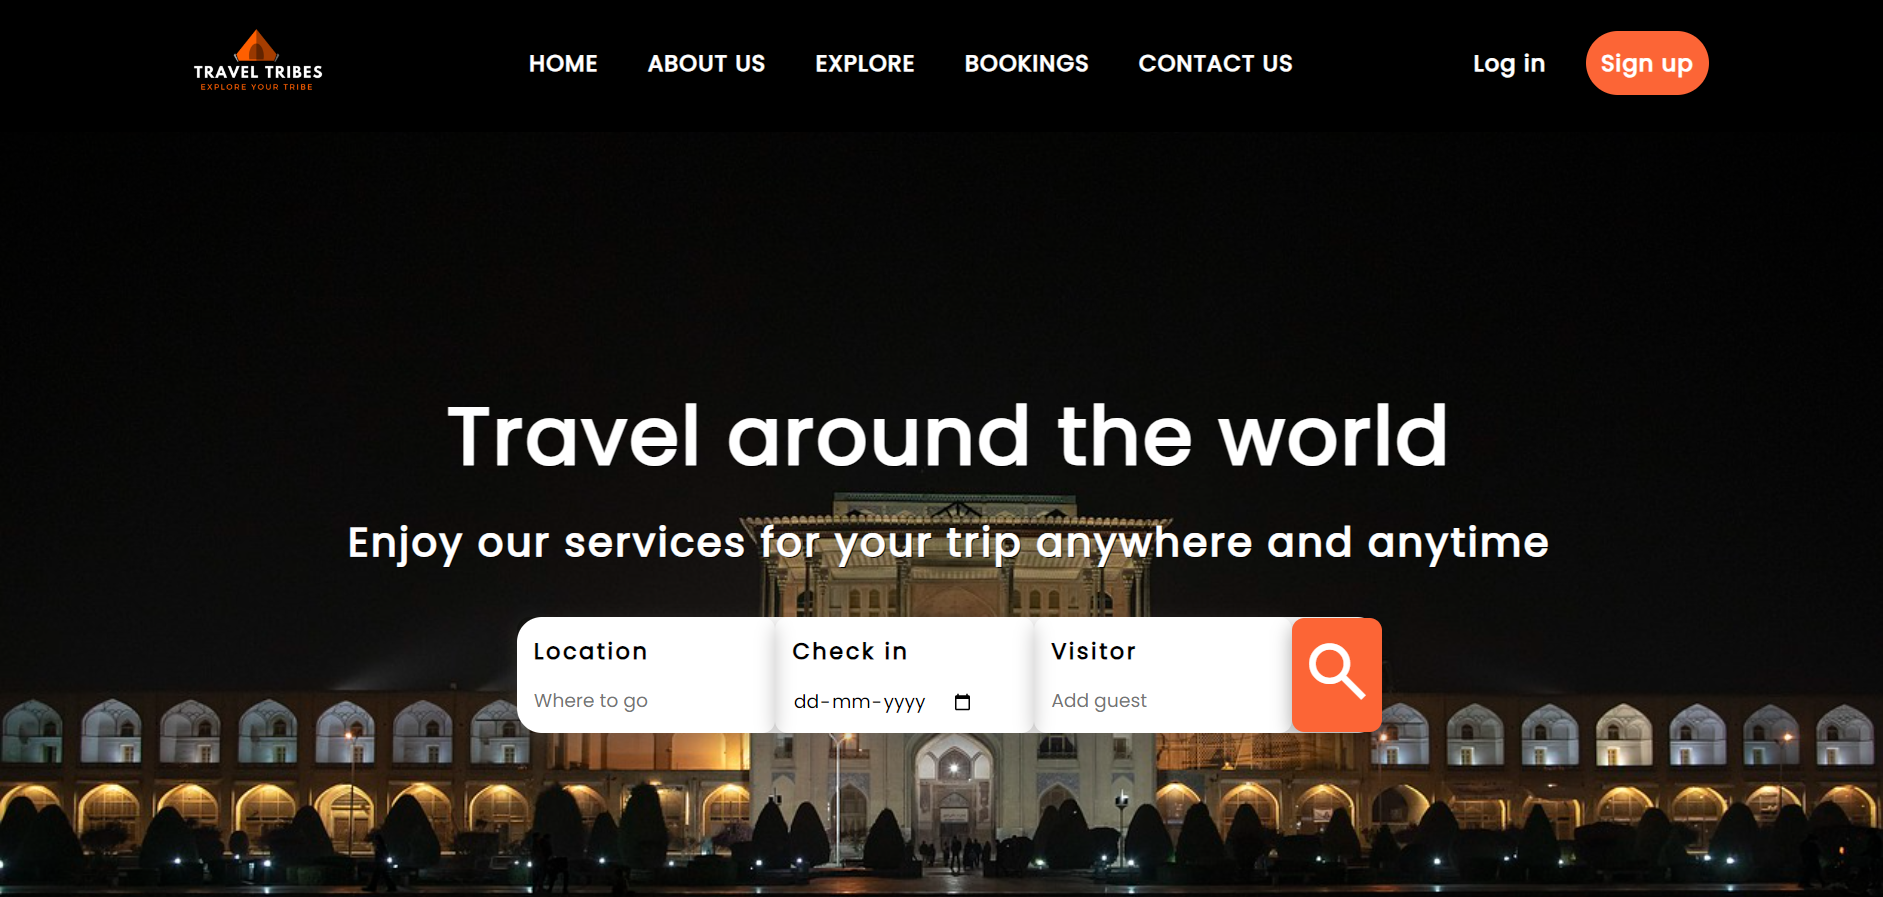 TRAVEL TRIBES
EXPLORE YOUR TRIBE
HOME ABOUT US EXPLORE BOOKINGS CONTACT US Log in Sign up
Travel around the world
Enjoy our services for your trip anywhere and anytime
Location Check in Visitor
Where to go dd-mm-yyyy Add guest